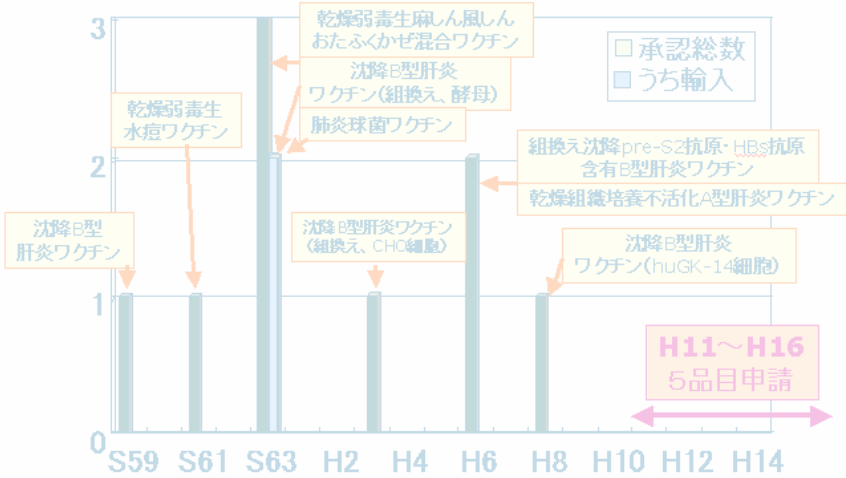 3
乾燥弱毒生麻しん風しん
おたふくかぜ混合ワクチン
承認総数
うち輸入
沈降B型肝炎
ワクチン(組換え、酵母)
肺炎球菌ワクチン
乾燥弱毒生
水痘ワクチン
2
組換え沈降pre-S2抗原・HBs抗原
含有B型肝炎ワクチン
乾燥組織培養不活化A型肝炎ワクチン
沈降B型
肝炎ワクチン
沈降B型肝炎ワクチン
(組換え、CHO細胞)
沈降B型肝炎
ワクチン(huGK-14細胞)
1
H11～H16
5品目申請
0
S59 S61 S63 H2 H4 H6 H8 H10 H12 H14